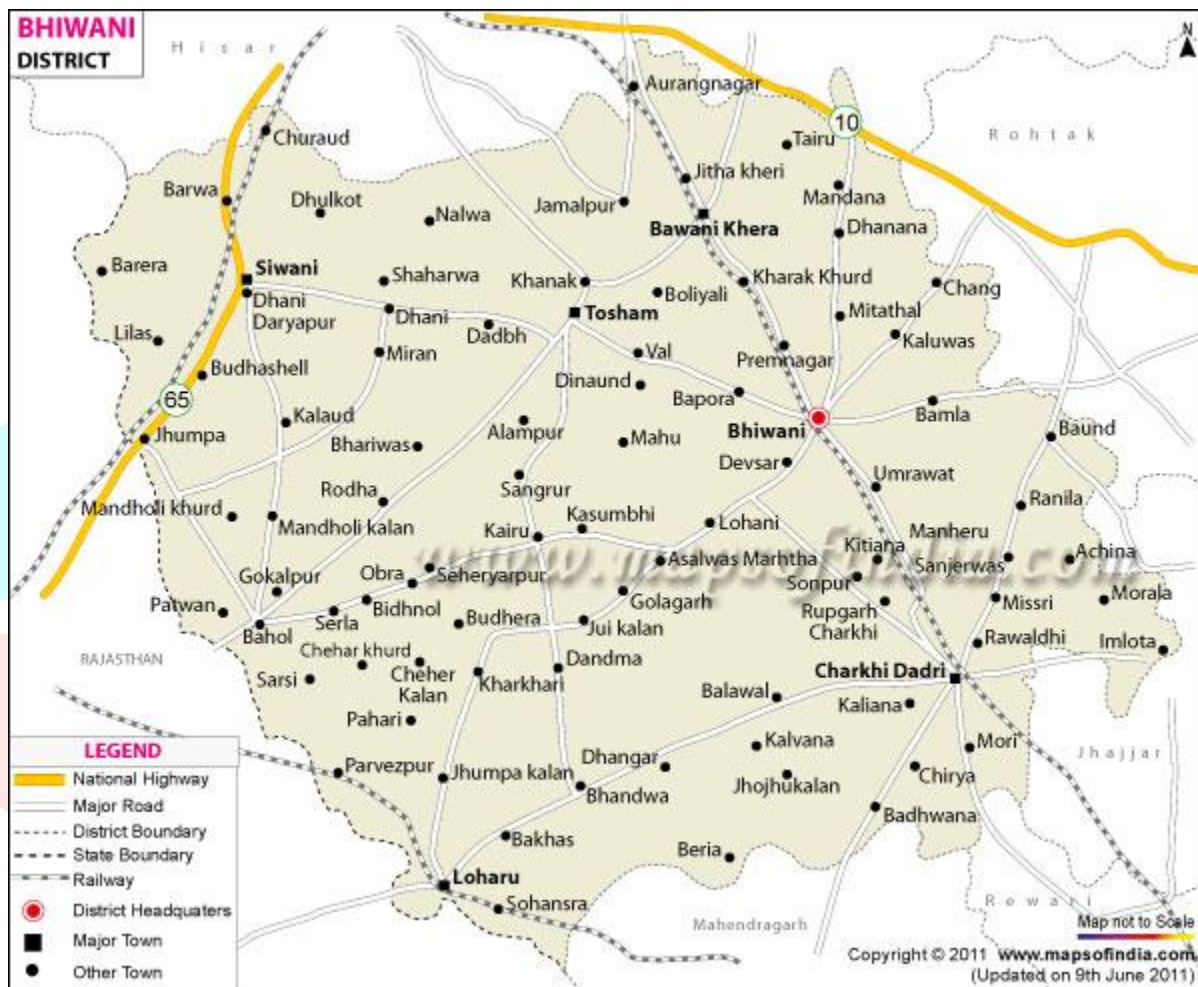 BHIWANI
DISTRICT
Hisar
N
Aurangnagar
Churaud
10
Tairu
Rohtak
Jitha kheri
Barwa
Dhulkot
Nalwa
Jamalpur
Mandana
Bawani Khera
Dhanana
Barera
Siwani
Shaharwa
Khanak
Boliyali
Kharak Khurd
Chang
Dhani
Daryapur
Dhani
Dadbh
Tosham
Mitathal
Lilas
Miran
Val
Premnagar
Kaluwas
Budhashell
Dinaund
Bapora
65
Kalaud
Alampur
Bamla
Jhumpa
Bhariwas
Mahu
Bhiwani
Baund
Devsar
Umrawat
Rodha
Sangrur
Ranila
Mandholi khurd
Mandholi kalan
Kairu
Kasumbhi
Lohani
Manheru
www.mapsofindia.com
Asalwas Marhtha
Kitiana
Sanjerwas
Achina
Gokalpur
Obra
Seheryarpur
Sonpur
Patwan
Bidhnol
Golagarh
Rupgarh
Charkhi
Missri
Morala
Bahol
Serla
Budhera
Jui kalan
Rawaldhi
Imlota
RAJASTHAN
Chehar khurd
Cheher
Kalan
Dandma
Charkhi Dadri
Sarsi
Kharkhari
Balawal
Kaliana
Pahari
Kalvana
Mori
Jhajjar
LEGEND
National Highway
Major Road
District Boundary
State Boundary
Railway
District Headquaters
Major Town
Other Town
Parvezpur
Jhumpa kalan
Dhangar
Bhandwa
Jhojhukalan
Chirya
Badhwana
Bakhas
Beria
Loharu
Sohansra
Mahendragarh
Rewari
Map not to Scale
Copyright © 2011 www.mapsofindia.com
(Updated on 9th June 2011)